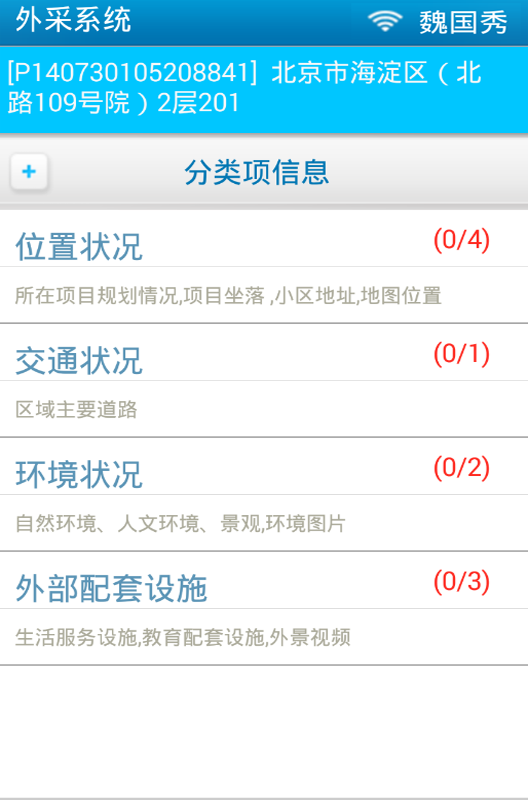 外采系统
魏国秀
[P140730105208841] 北京市海淀区（北
路109号院）2层201
+
分类项信息
位置状况
(0/4)
所在项目规划情况,项目坐落 ,小区地址,地图位置
交通状况
(0/1)
区域主要道路
环境状况
(0/2)
自然环境、人文环境、景观,环境图片
外部配套设施
(0/3)
生活服务设施,教育配套设施,外景视频